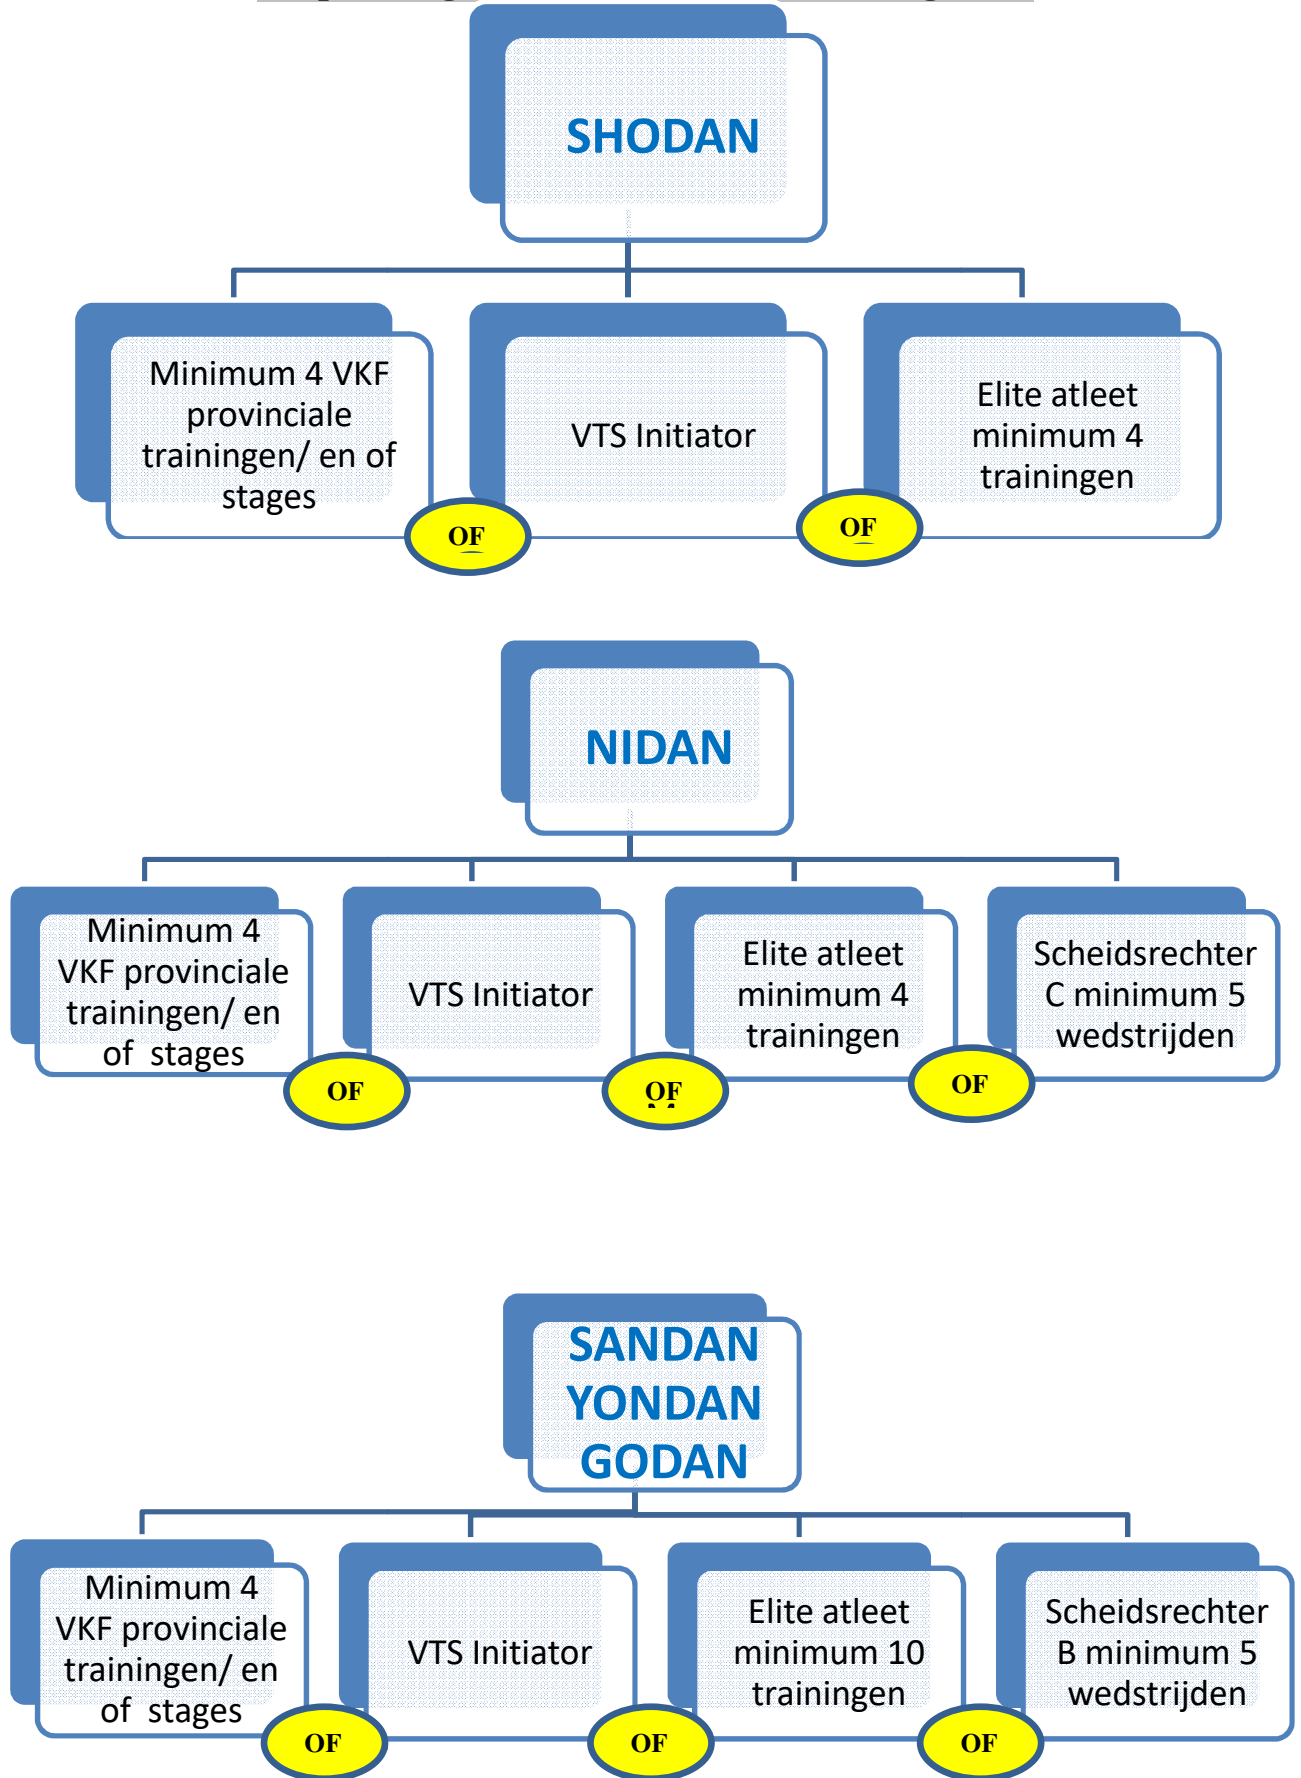 SHODAN
Minimum 4 VKF
provinciale
trainingen/ en of
stages
VTS Initiator
Elite atleet
minimum 4
trainingen
OF
OF
NIDAN
Minimum 4
VKF provinciale
trainingen/ en
of stages
VTS Initiator
Elite atleet
minimum 4
trainingen
Scheidsrechter
C minimum 5
wedstrijden
OF
OF
OF
SANDAN
YONDAN
GODAN
Minimum 4
VKF provinciale
trainingen/ en
of stages
VTS Initiator
Elite atleet
minimum 10
trainingen
Scheidsrechter
B minimum 5
wedstrijden
OF
OF
OF